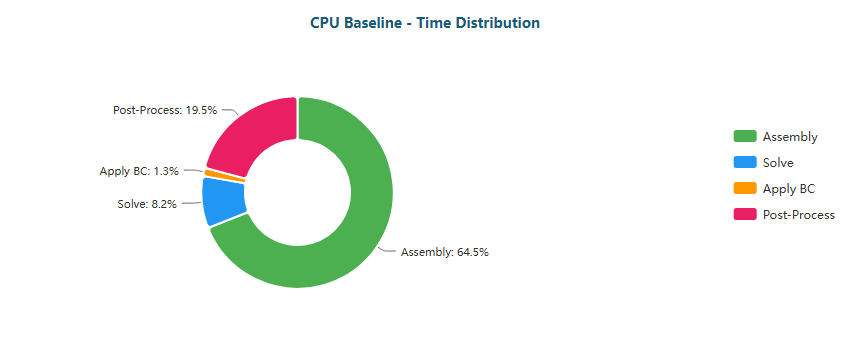 CPU Baseline - Time Distribution
Post-Process: 19.5%
Apply BC: 1.3%
Solve: 8.2%
Assembly: 64.5%
Assembly
Solve
Apply BC
Post-Process